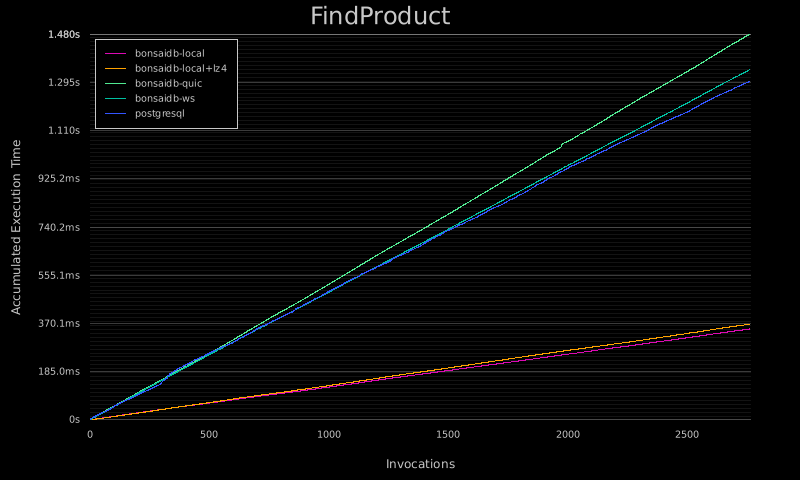 FindProduct
1.480s
1.295s
1.110s
925.2ms
740.2ms
555.1ms
370.1ms
185.0ms
0s
bonsaidb-local
bonsaidb-local+lz4
bonsaidb-quic
bonsaidb-ws
postgresql
Accumulated Execution Time
0 500 1000 1500 2000 2500
Invocations